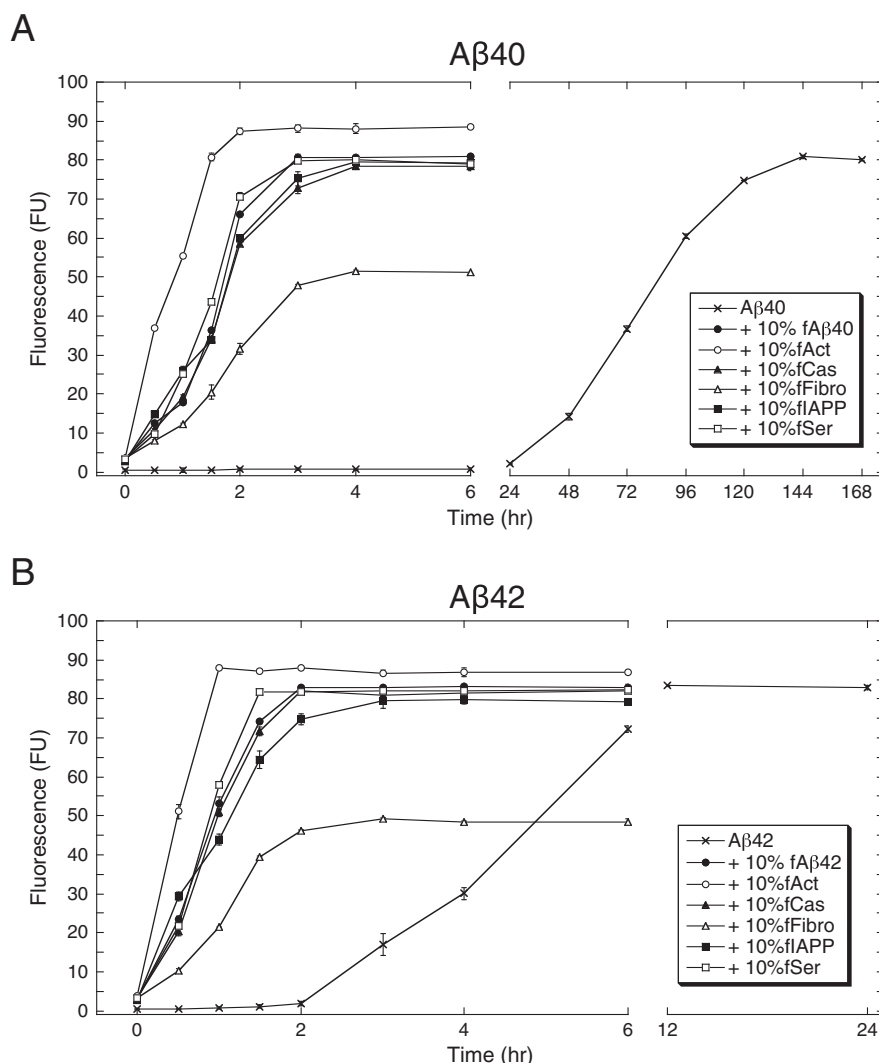 A
Aβ40
100
90
80
70
60
50
40
30
20
10
0
Fluorescence (FU)
0 2 4 6 24 48 72 96 120 144 168
Time (hr)
Aβ40
+ 10% fAβ40
+ 10%fAct
+ 10%fCas
+ 10%fFibro
+ 10%fIAPP
+ 10%fSer
B
Aβ42
100
90
80
70
60
50
40
30
20
10
0
Fluorescence (FU)
0 2 4 6 12 24
Time (hr)
Aβ42
+ 10% fAβ42
+ 10%fAct
+ 10%fCas
+ 10%fFibro
+ 10%fIAPP
+ 10%fSer